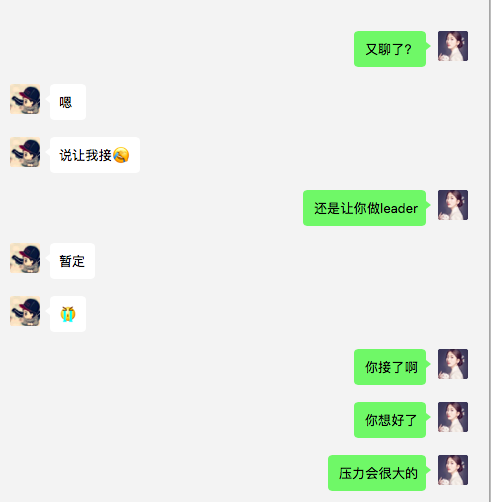 又聊了？
嗯
说让我接😂
还是让你做leader
暂定
😭
你接了啊
你想好了
压力会很大的